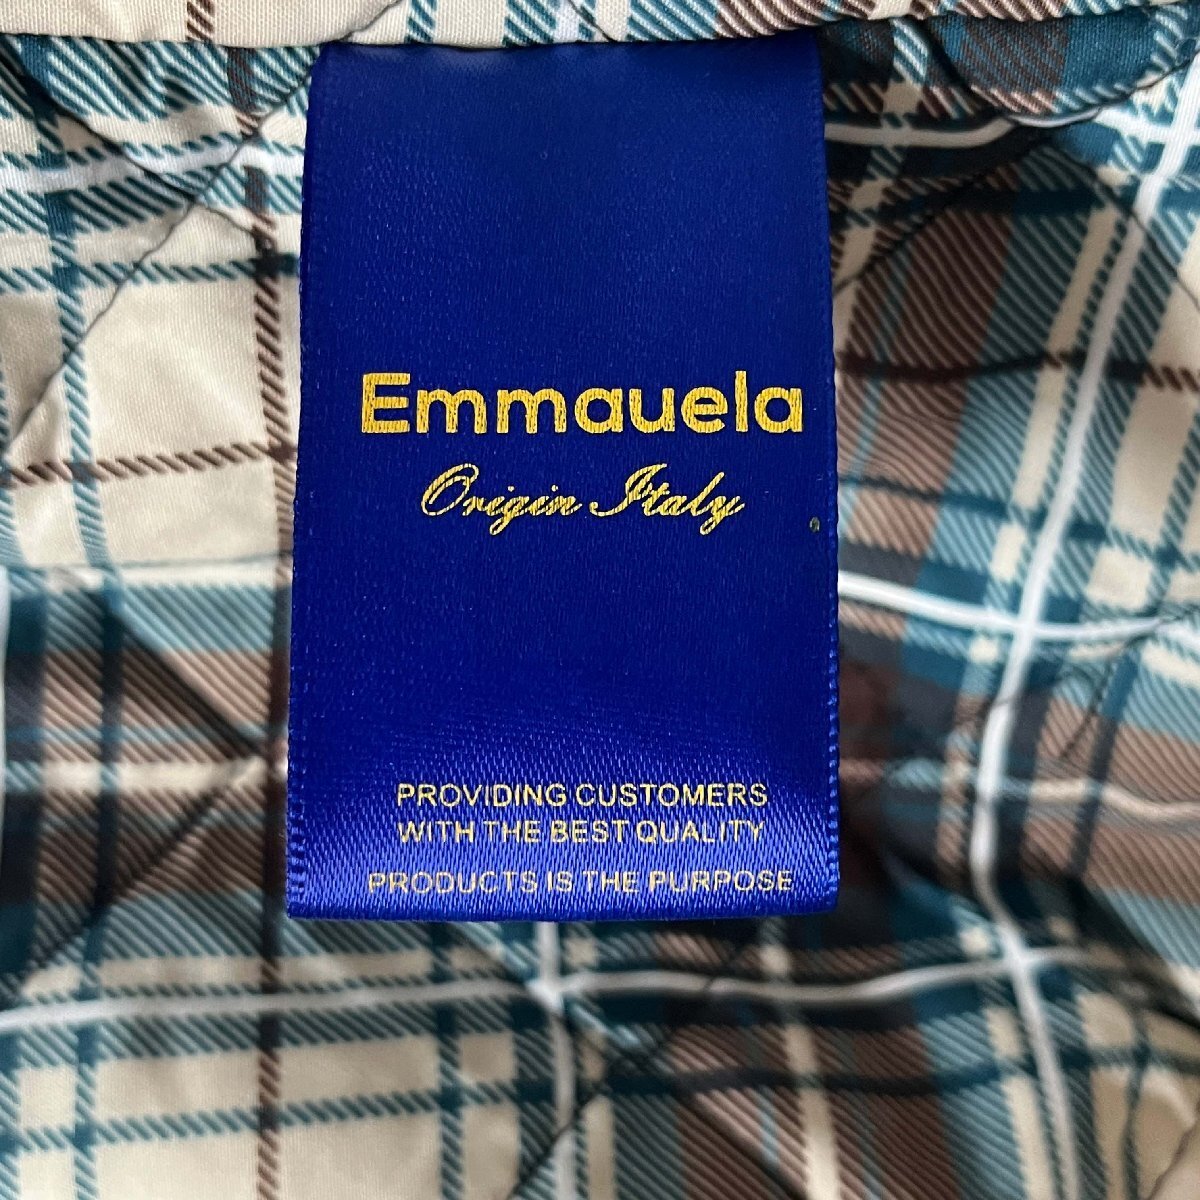 Emmauela
Origin Italy
PROVIDING CUSTOMERS
WITH THE BEST QUALITY
PRODUCTS IS THE PURPOSE